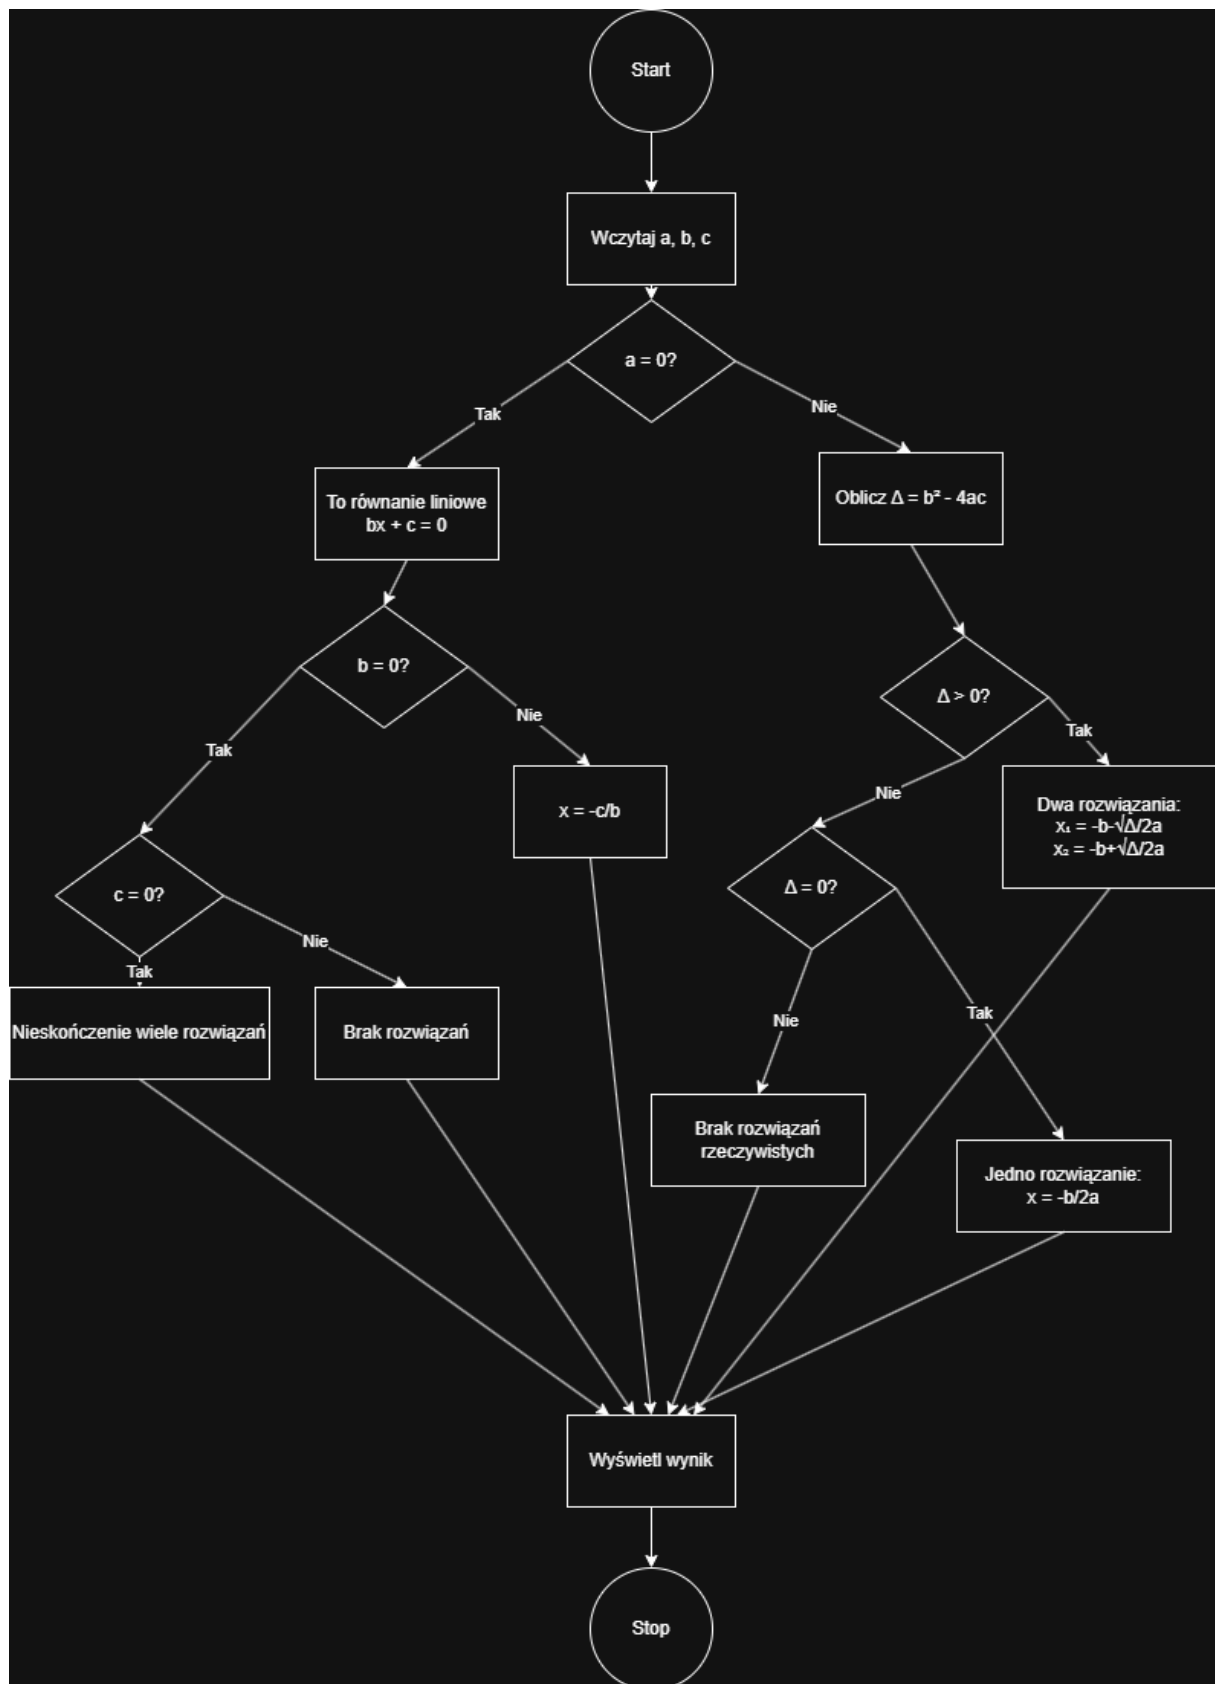 Start
Wczytaj a, b, c
a = 0?
Tak
Nie
To równanie liniowe
bx + c = 0
Oblicz Δ = b² - 4ac
b = 0?
Δ > 0?
Nie
Tak
Tak
Nie
x = -c/b
Dwa rozwiązania:
x₁ = -b-√Δ/2a
x₂ = -b+√Δ/2a
c = 0?
Δ = 0?
Nie
Tak
Nie
Tak
Nieskończenie wiele rozwiązań
Brak rozwiązań
Brak rozwiązań
rzeczywistych
Jedno rozwiązanie:
x = -b/2a
Wyświetl wynik
Stop